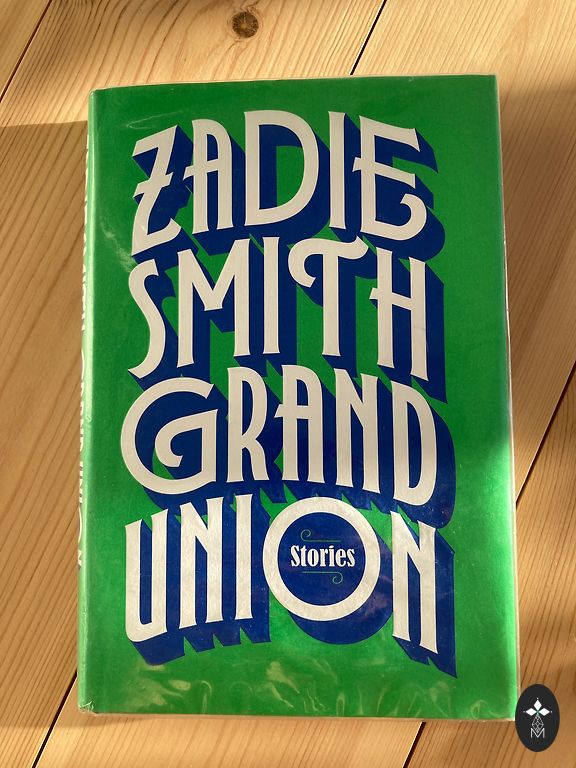 ZADIE
SMITH
GRAND
UNION
Stories